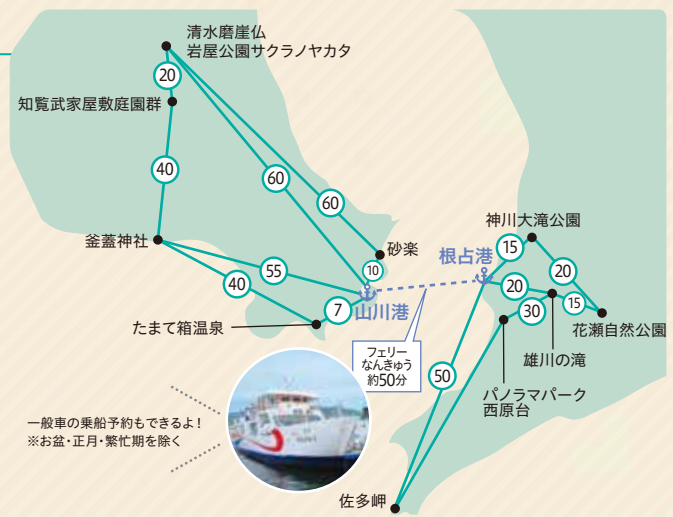 清水磨崖仏
岩屋公園サクラノヤカタ
20
知覧武家屋敷庭園群
40
60
60
釜蓋神社
砂楽
神川大滝公園
根占港
15
55
10
20
40
20
山川港
7
30
15
たまて箱温泉
花瀬自然公園
雄川の滝
フェリー
なんきゅう
約50分
50
パノラマパーク
西原台
一般車の乗船予約もできるよ！
※お盆・正月・繁忙期を除く
佐多岬